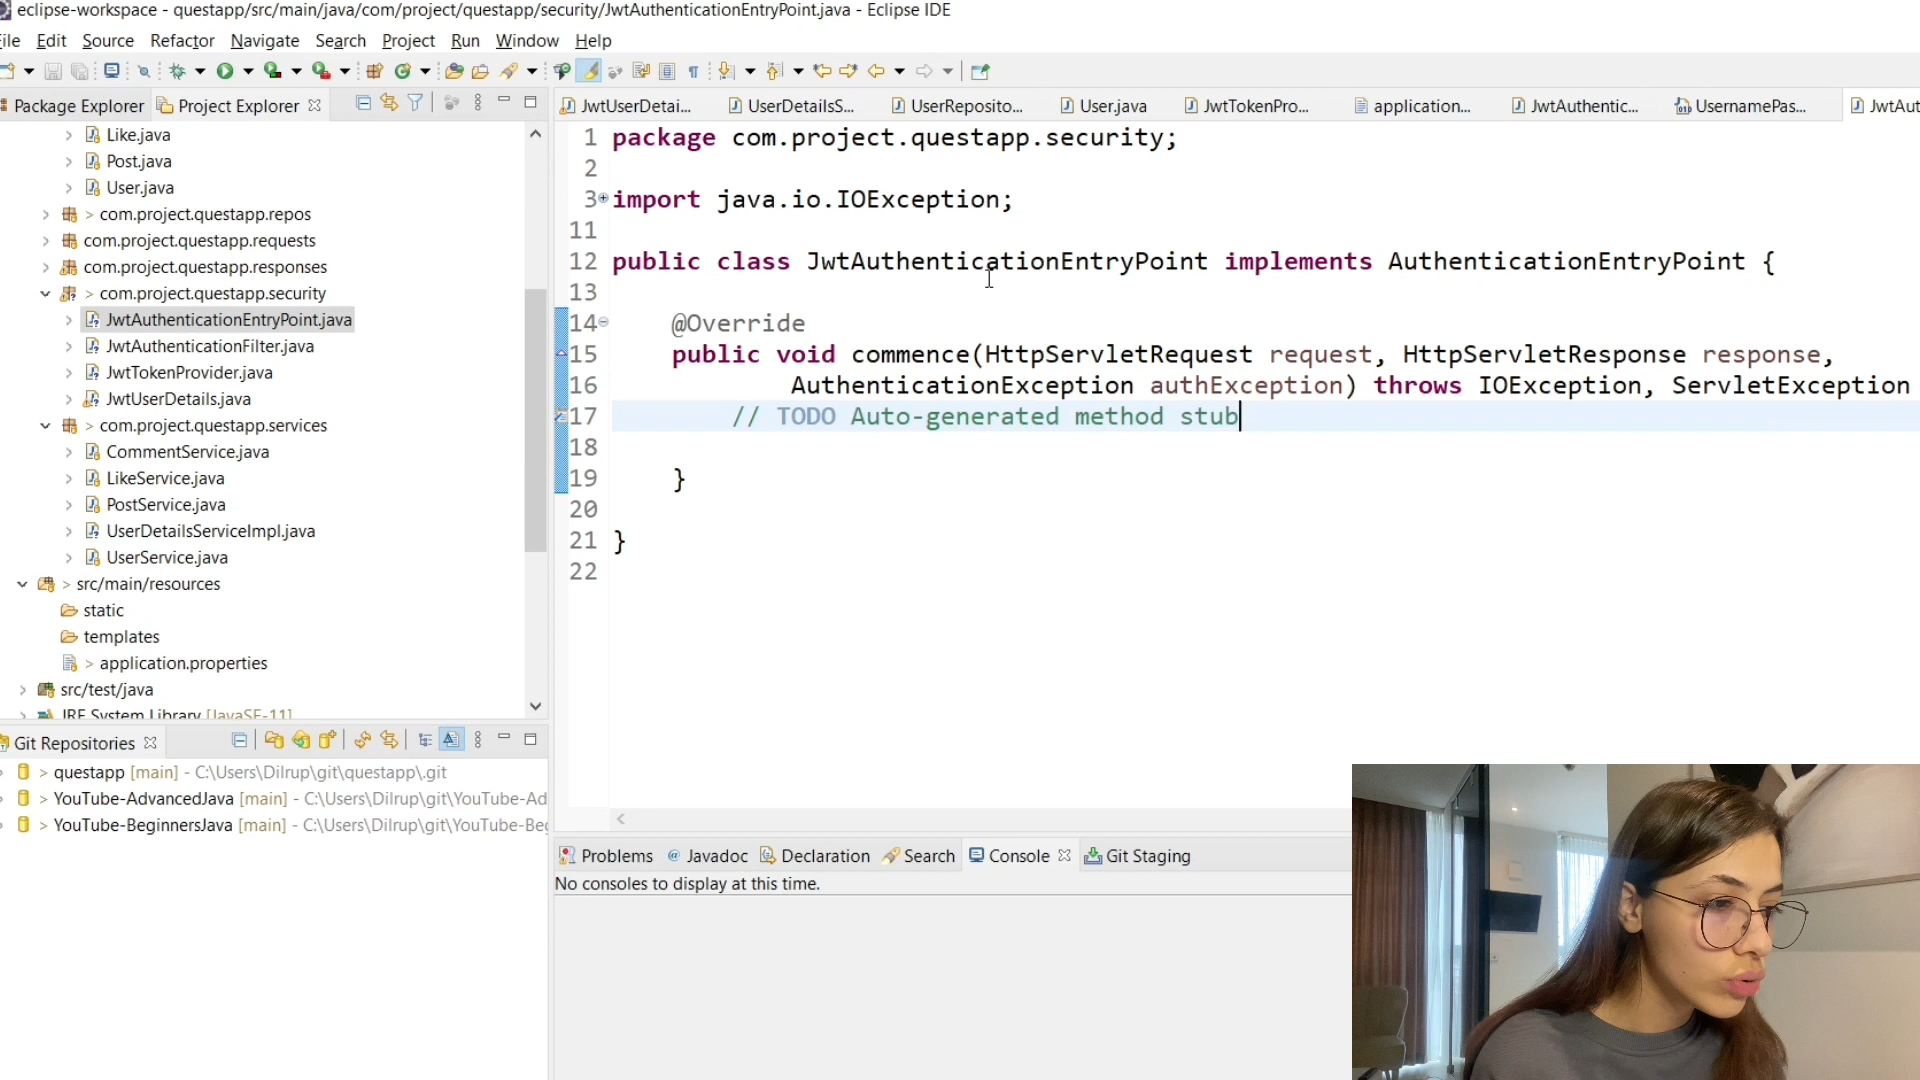 eclipse-workspace - questapp/src/main/java/com/project/questapp/security/JwtAuthenticationEntryPoint.java - Eclipse IDE
File Edit Source Refactor Navigate Search Project Run Window Help
Package Explorer Project Explorer
JwtUserDetai... UserDetailsS... UserReposito... User.java JwtTokenPro... application... JwtAuthentic... UsernamePas... JwtAut
Like.java
Post.java
User.java
> com.project.questapp.repos
com.project.questapp.requests
com.project.questapp.responses
> com.project.questapp.security
JwtAuthenticationEntryPoint.java
JwtAuthenticationFilter.java
JwtTokenProvider.java
JwtUserDetails.java
> com.project.questapp.services
CommentService.java
LikeService.java
PostService.java
UserDetailsServiceImpl.java
UserService.java
> src/main/resources
static
templates
> application.properties
src/test/java
JRE System Library [JavaSE-11]
1 package com.project.questapp.security;
2
3 import java.io.IOException;
11
12 public class JwtAuthenticationEntryPoint implements AuthenticationEntryPoint {
13
14 @Override
15 public void commence(HttpServletRequest request, HttpServletResponse response,
16 AuthenticationException authException) throws IOException, ServletException
17 // TODO Auto-generated method stub
18
19 }
20
21 }
22
Git Repositories
> questapp [main] - C:\Users\Dilrup\git\questapp\.git
> YouTube-AdvancedJava [main] - C:\Users\Dilrup\git\YouTube-Ad
> YouTube-BeginnersJava [main] - C:\Users\Dilrup\git\YouTube-Be
Problems @ Javadoc Declaration Search Console Git Staging
No consoles to display at this time.